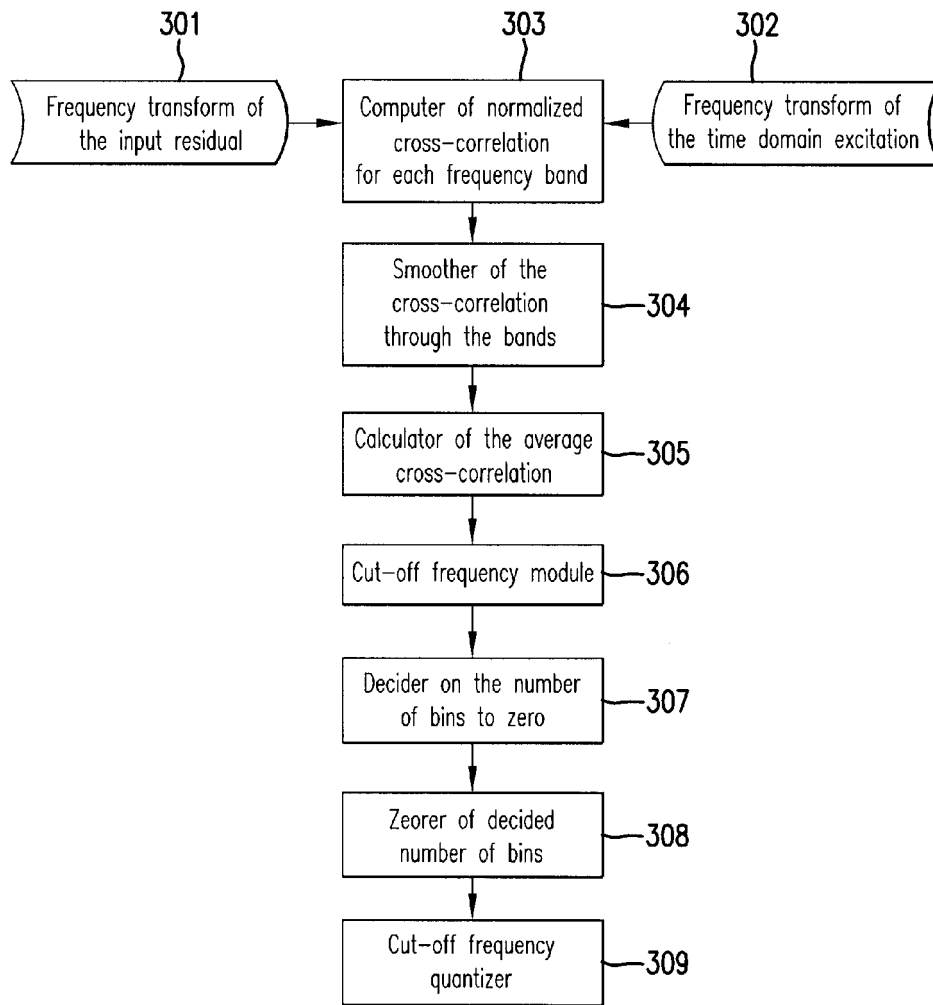 301
303
302
Frequency transform of
the input residual
Computer of normalized
cross-correlation
for each frequency band
Frequency transform of
the time domain excitation
Smoother of the
cross-correlation
through the bands
304
Calculator of the average
cross-correlation
305
Cut-off frequency module
306
Decider on the number
of bins to zero
307
Zeorer of decided
number of bins
308
Cut-off frequency
quantizer
309